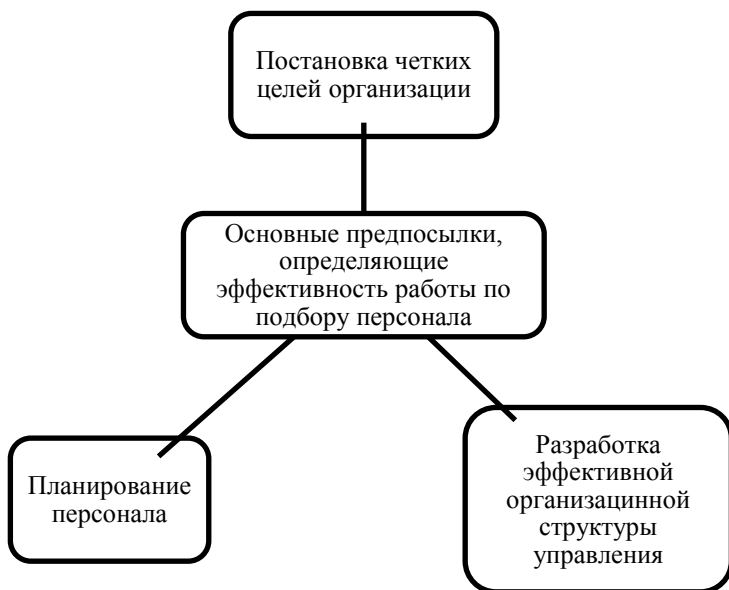 Постановка четких
целей организации
Основные предпосылки,
определяющие
эффективность работы по
подбору персонала
Планирование
персонала
Разработка
эффективной
организацинной
структуры
управления